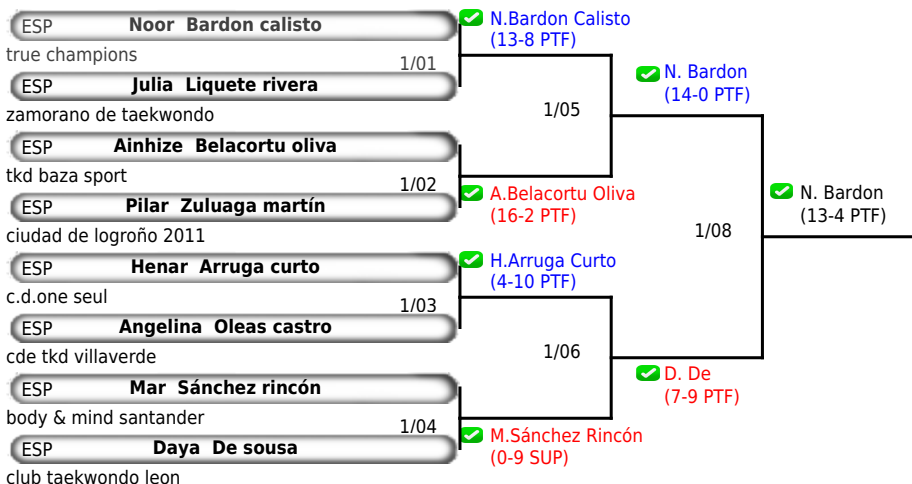 ESP Noor Bardon calisto
true champions
1/01
ESP Julia Liquete rivera
zamorano de taekwondo
ESP Ainhize Belacortu oliva
tkd baza sport
1/02
ESP Pilar Zuluaga martín
ciudad de logroño 2011
ESP Henar Arruga curto
c.d.one seul
1/03
ESP Angelina Oleas castro
cde tkd villaverde
ESP Mar Sánchez rincón
body & mind santander
1/04
ESP Daya De sousa
club taekwondo leon
N.Bardon Calisto
(13-8 PTF)
1/05
A.Belacortu Oliva
(16-2 PTF)
H.Arruga Curto
(4-10 PTF)
1/06
M.Sánchez Rincón
(0-9 SUP)
N. Bardon
(14-0 PTF)
1/08
D. De
(7-9 PTF)
N. Bardon
(13-4 PTF)